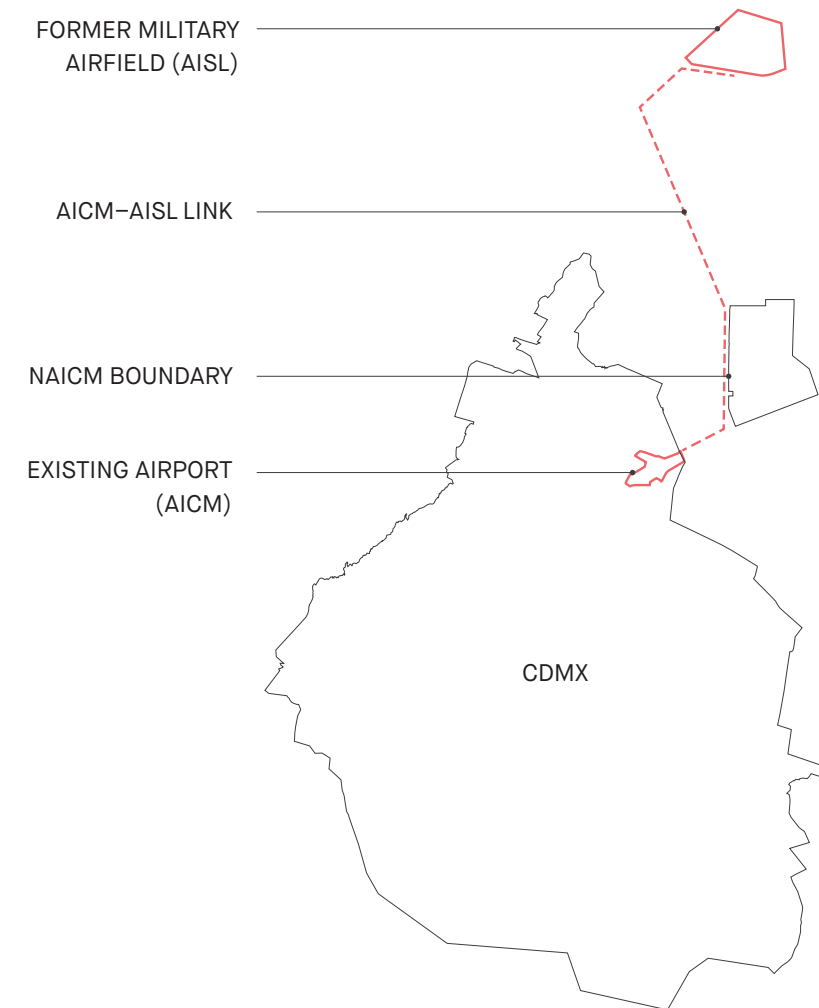 FORMER MILITARY
AIRFIELD (AISL)
AICM–AISL LINK
NAICM BOUNDARY
EXISTING AIRPORT
(AICM)
CDMX